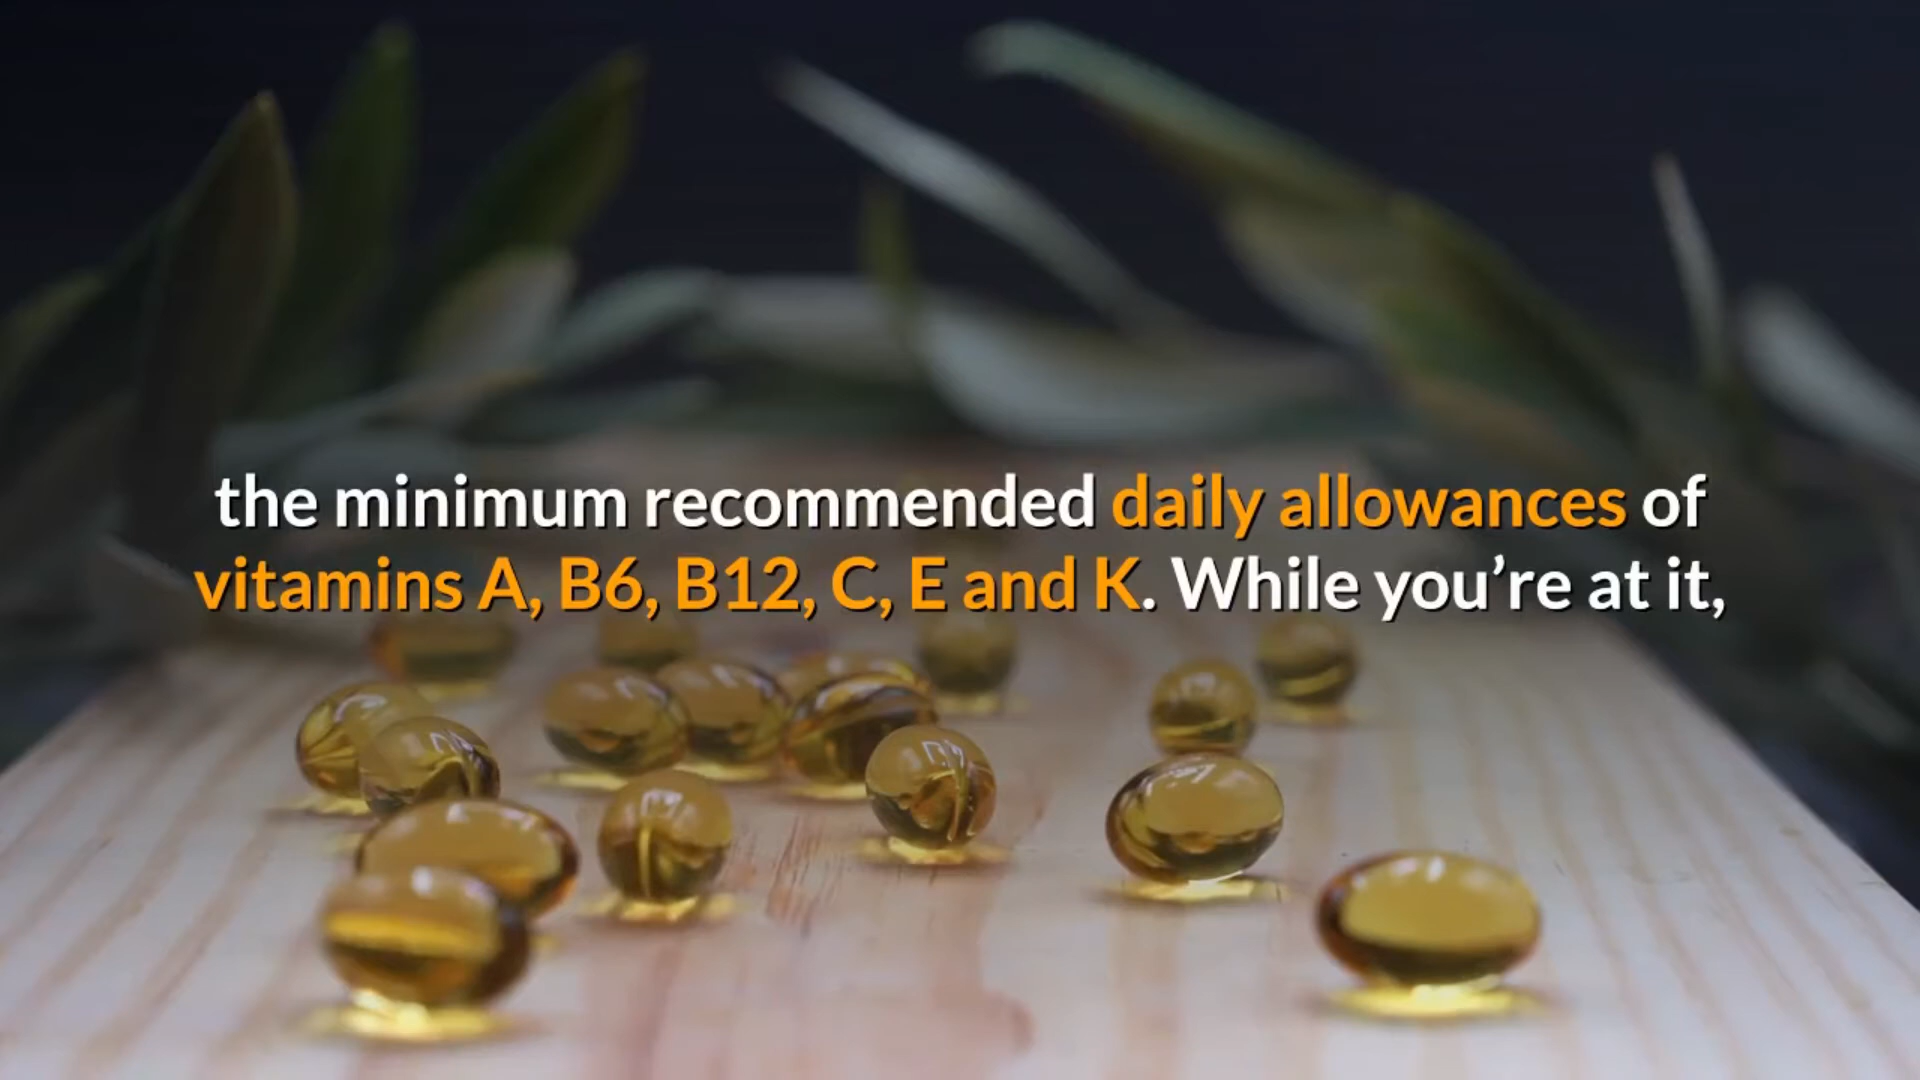 the minimum recommended daily allowances of
vitamins A, B6, B12, C, E and K. While you’re at it,